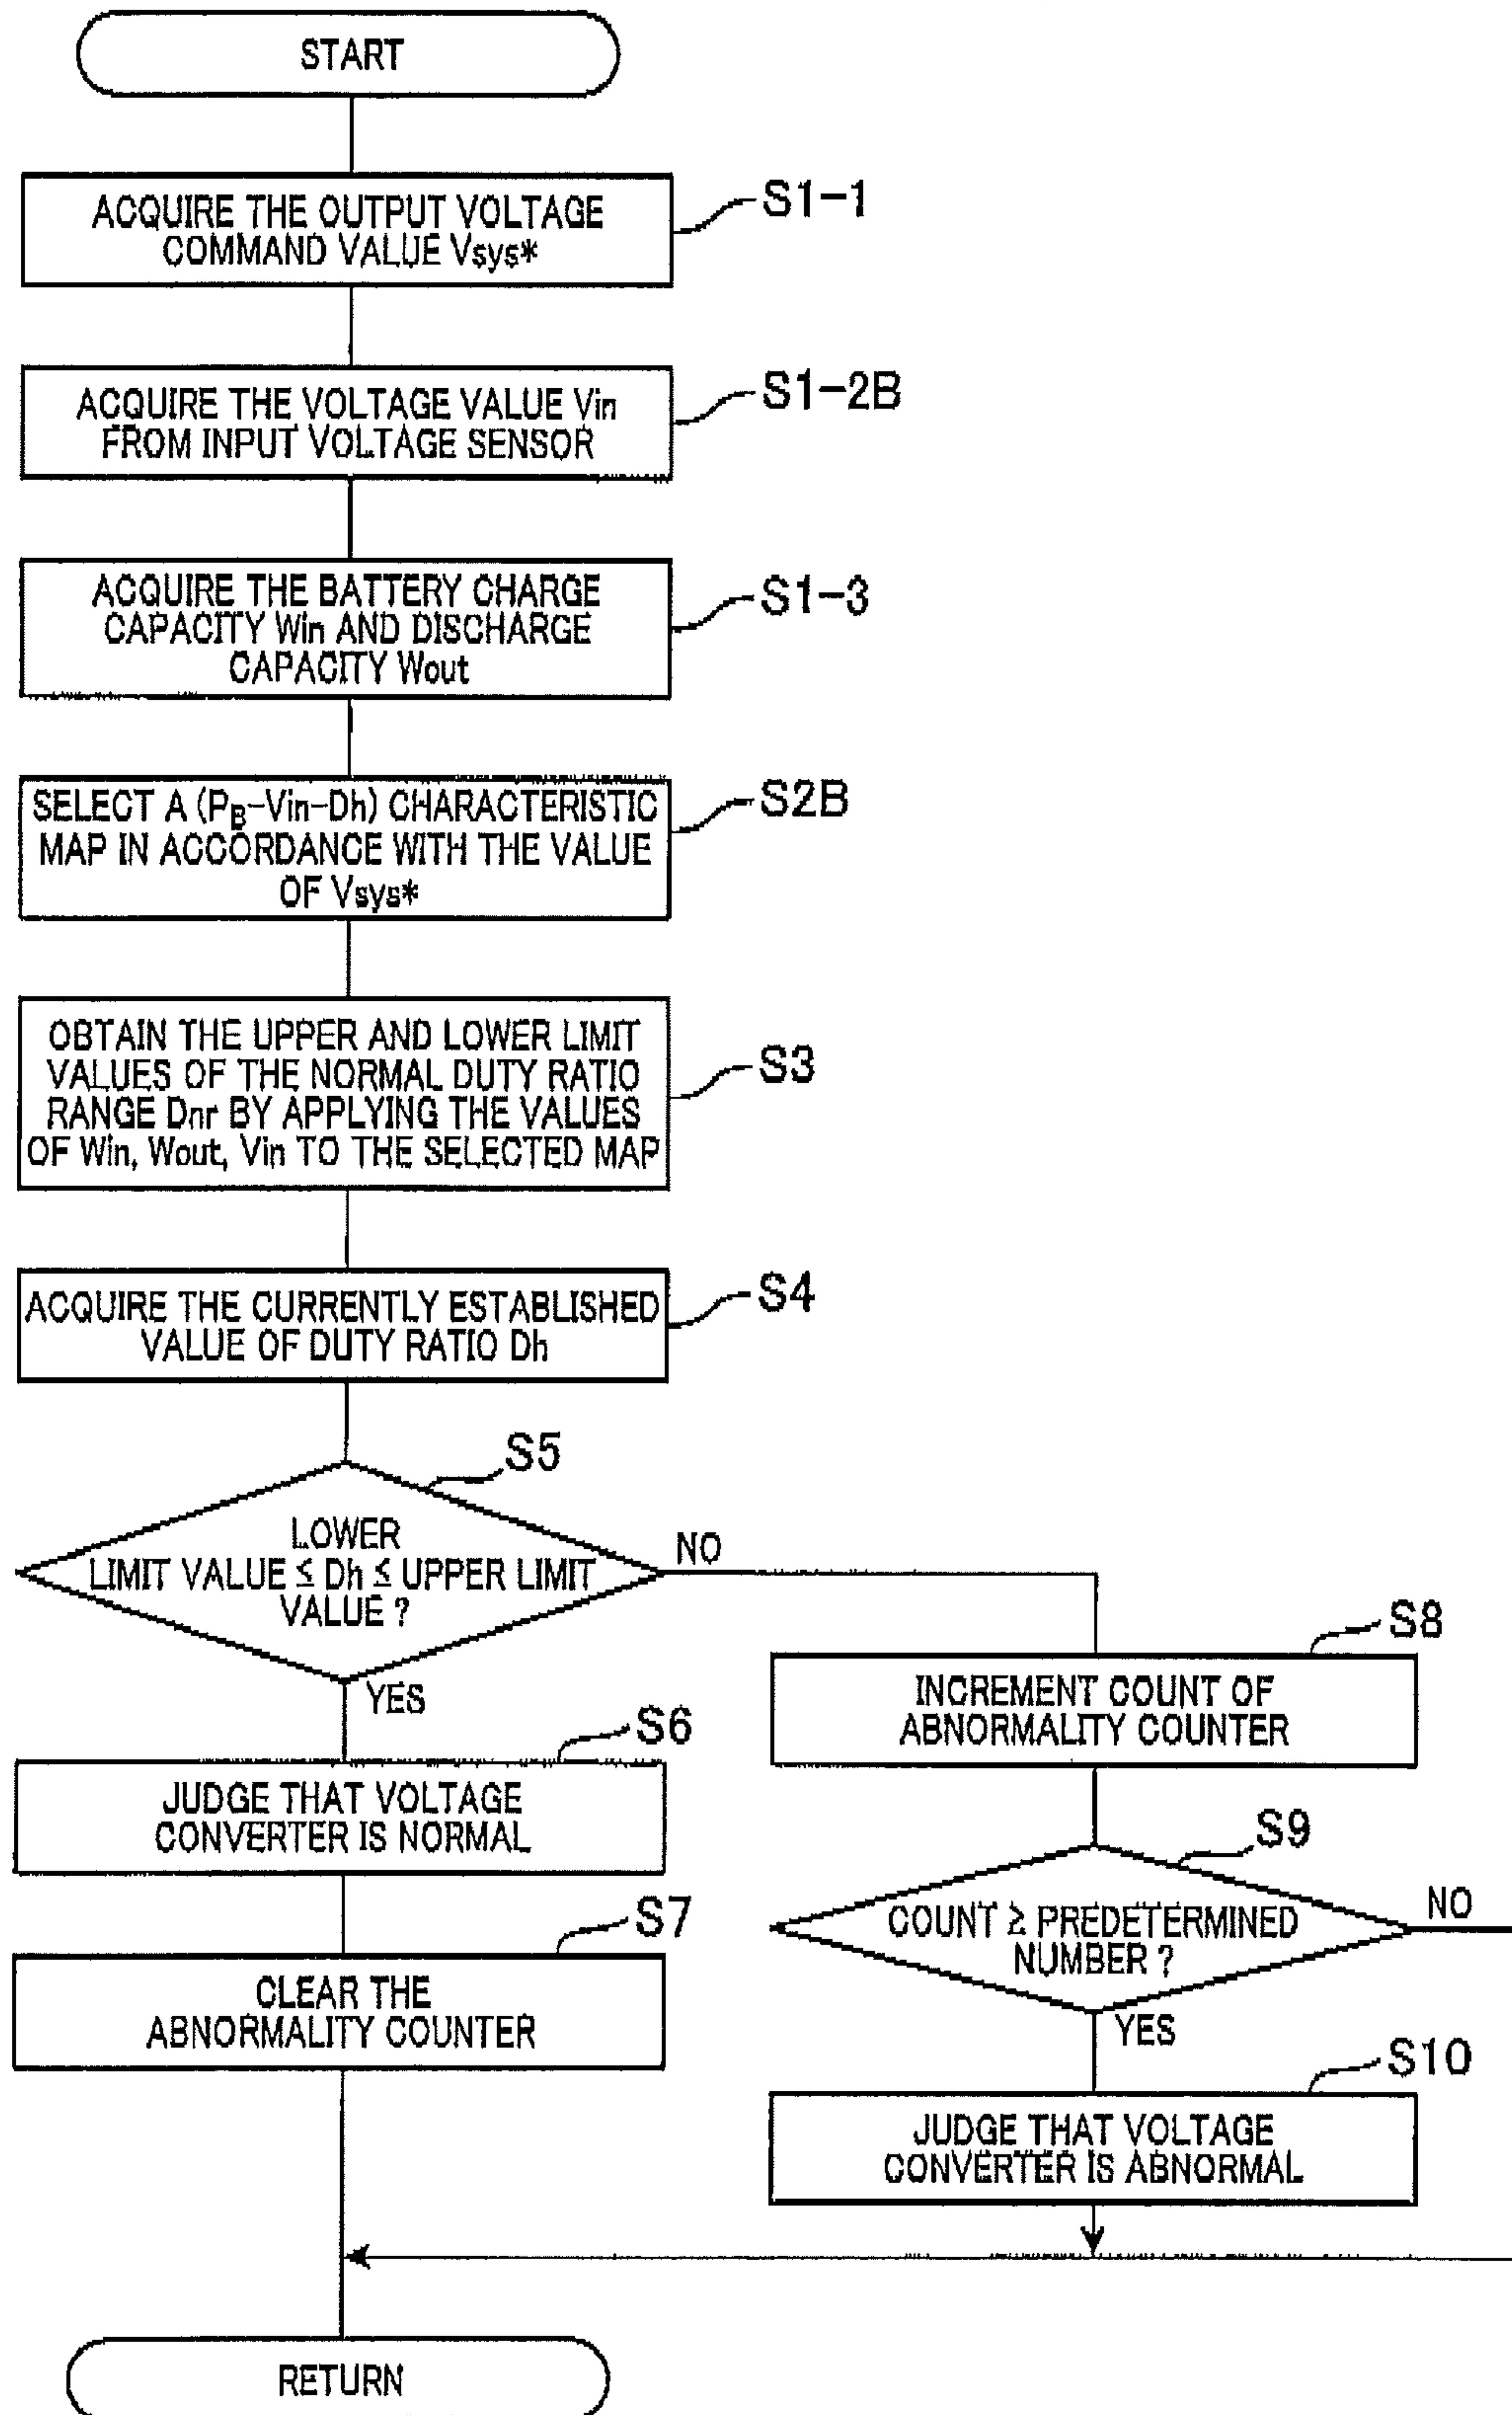 START
ACQUIRE THE OUTPUT VOLTAGE
COMMAND VALUE Vsys*
S1-1
ACQUIRE THE VOLTAGE VALUE Vin
FROM INPUT VOLTAGE SENSOR
S1-2B
ACQUIRE THE BATTERY CHARGE
CAPACITY Win AND DISCHARGE
CAPACITY Wout
S1-3
SELECT A (PB-Vin-Dh) CHARACTERISTIC
MAP IN ACCORDANCE WITH THE VALUE
OF Vsys*
S2B
OBTAIN THE UPPER AND LOWER LIMIT
VALUES OF THE NORMAL DUTY RATIO
RANGE Dnr BY APPLYING THE VALUES
OF Win, Wout, Vin TO THE SELECTED MAP
S3
ACQUIRE THE CURRENTLY ESTABLISHED
VALUE OF DUTY RATIO Dh
S4
S5
LOWER
LIMIT VALUE ≤ Dh ≤ UPPER LIMIT
VALUE ?
NO
YES
S6
JUDGE THAT VOLTAGE
CONVERTER IS NORMAL
S7
CLEAR THE
ABNORMALITY COUNTER
S8
INCREMENT COUNT OF
ABNORMALITY COUNTER
S9
COUNT ≥ PREDETERMINED
NUMBER ?
NO
YES
S10
JUDGE THAT VOLTAGE
CONVERTER IS ABNORMAL
RETURN